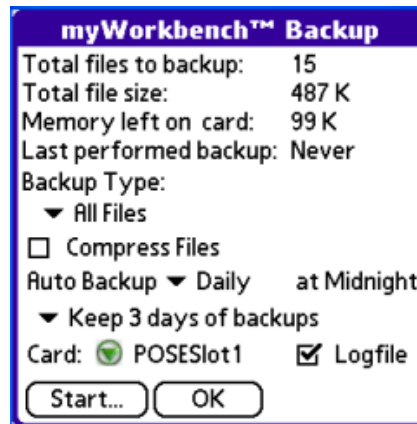 myWorkbench™ Backup
Total files to backup: 15
Total file size: 487 K
Memory left on card: 99 K
Last performed backup: Never
Backup Type:
All Files
Compress Files
Auto Backup Daily at Midnight
Keep 3 days of backups
Card: POSESlot1 Logfile
Start... OK